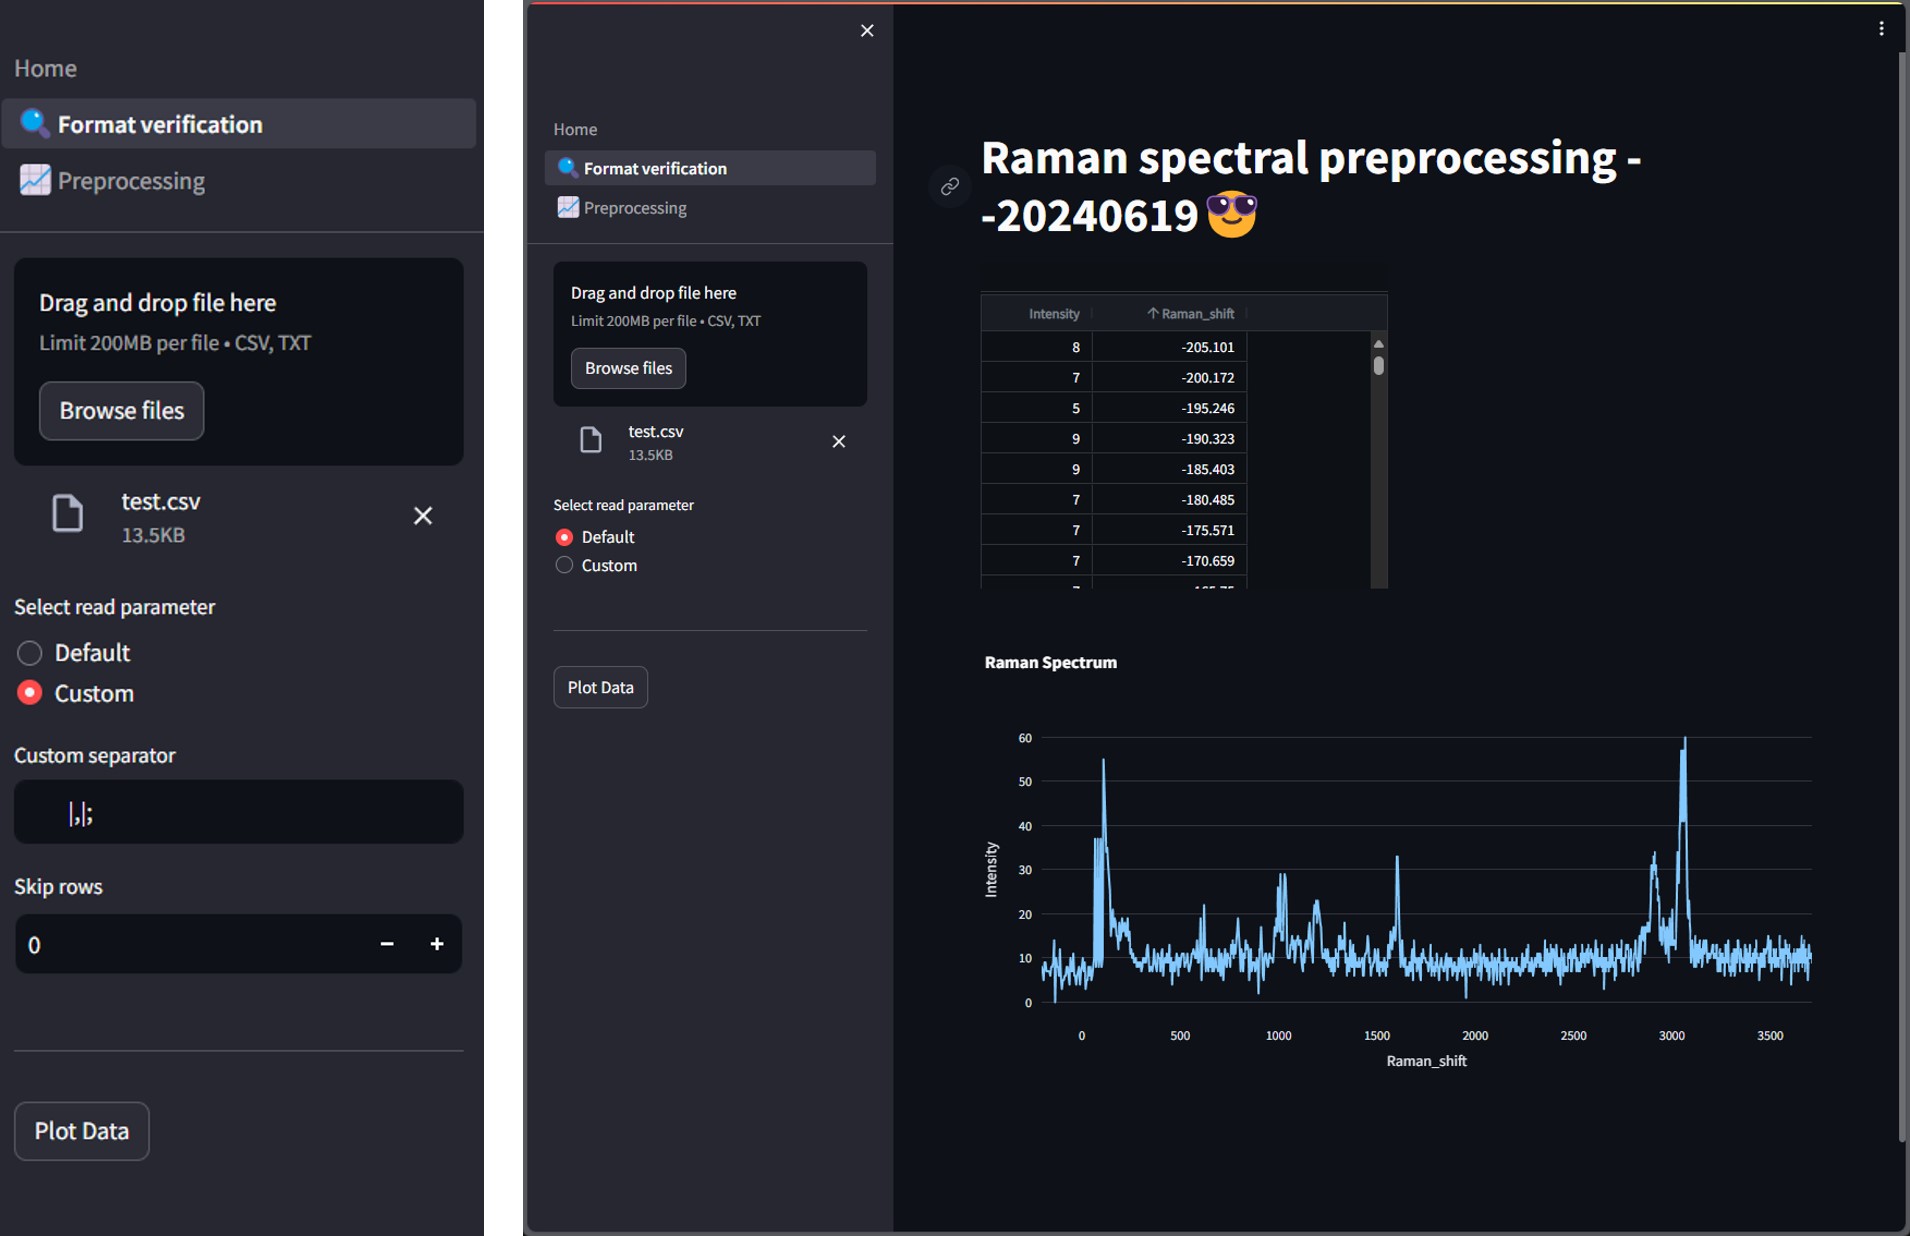 Home
Format verification
Preprocessing
Drag and drop file here
Limit 200MB per file • CSV, TXT
Browse files
test.csv
13.5KB
Select read parameter
Default
Custom
Custom separator
|,|;
Skip rows
0
Plot Data
Home
Format verification
Preprocessing
Drag and drop file here
Limit 200MB per file • CSV, TXT
Browse files
test.csv
13.5KB
Select read parameter
Default
Custom
Plot Data
Raman spectral preprocessing -
-20240619
Intensity Raman_shift
8 -205.101
7 -200.172
5 -195.246
9 -190.323
9 -185.403
7 -180.485
7 -175.571
7 -170.659
Raman Spectrum
60
50
40
30
20
10
0
Intensity
0 500 1000 1500 2000 2500 3000 3500
Raman_shift